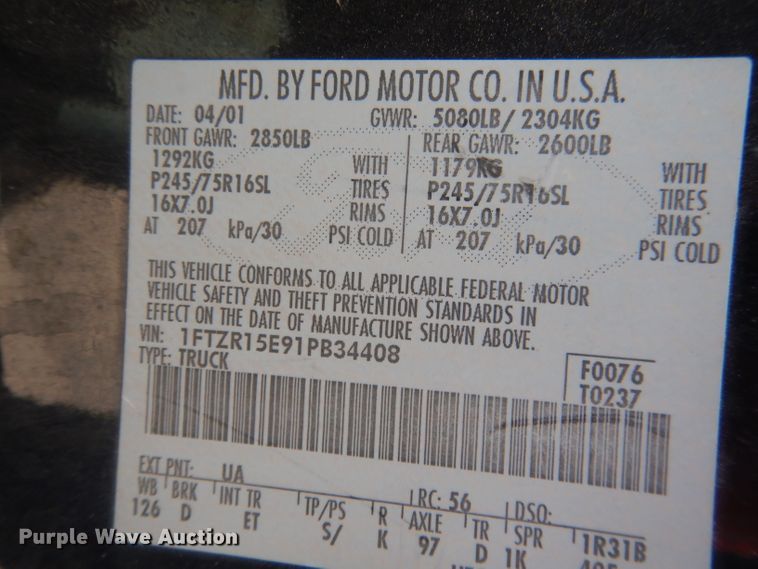 MFD. BY FORD MOTOR CO. IN U.S.A.
DATE: 04/01 GVWR: 5080LB/ 2304KG
FRONT GAWR: 2850LB REAR GAWR: 2600LB
1292KG WITH 1179KG WITH
P245/75R16SL TIRES P245/75R16SL TIRES
16X7.0J RIMS 16X7.0J RIMS
AT 207 kPa/30 PSI COLD AT 207 kPa/30 PSI COLD
THIS VEHICLE CONFORMS TO ALL APPLICABLE FEDERAL MOTOR
VEHICLE SAFETY AND THEFT PREVENTION STANDARDS IN
EFFECT ON THE DATE OF MANUFACTURE SHOWN ABOVE.
VIN: 1FTZR15E91PB34408
TYPE: TRUCK
F0076
T0237
EXT PNT: UA RC: 56 DSO:
WB BRK INT TR TP/PS R AXLE TR SPR 1R31B
126 D ET S/ K 97 D 1K
Purple Wave Auction